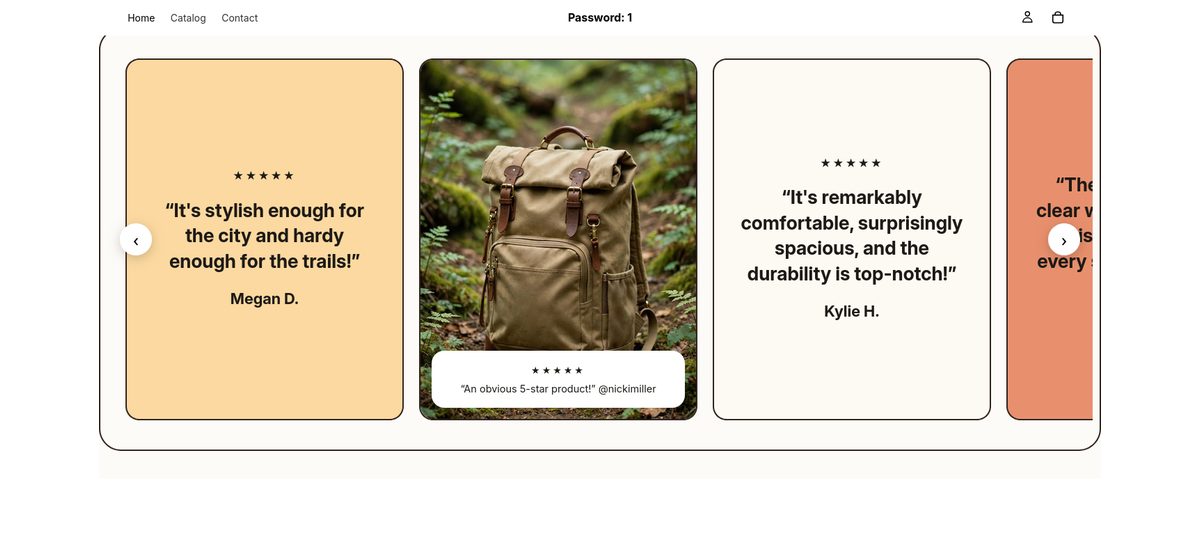 Home Catalog Contact
Password: 1
★★★★★
“It's stylish enough for
the city and hardy
enough for the trails!”
Megan D.
★★★★★
“An obvious 5-star product!” @nickimiller
★★★★★
“It's remarkably
comfortable, surprisingly
spacious, and the
durability is top-notch!”
Kylie H.
“The
clear
is
every